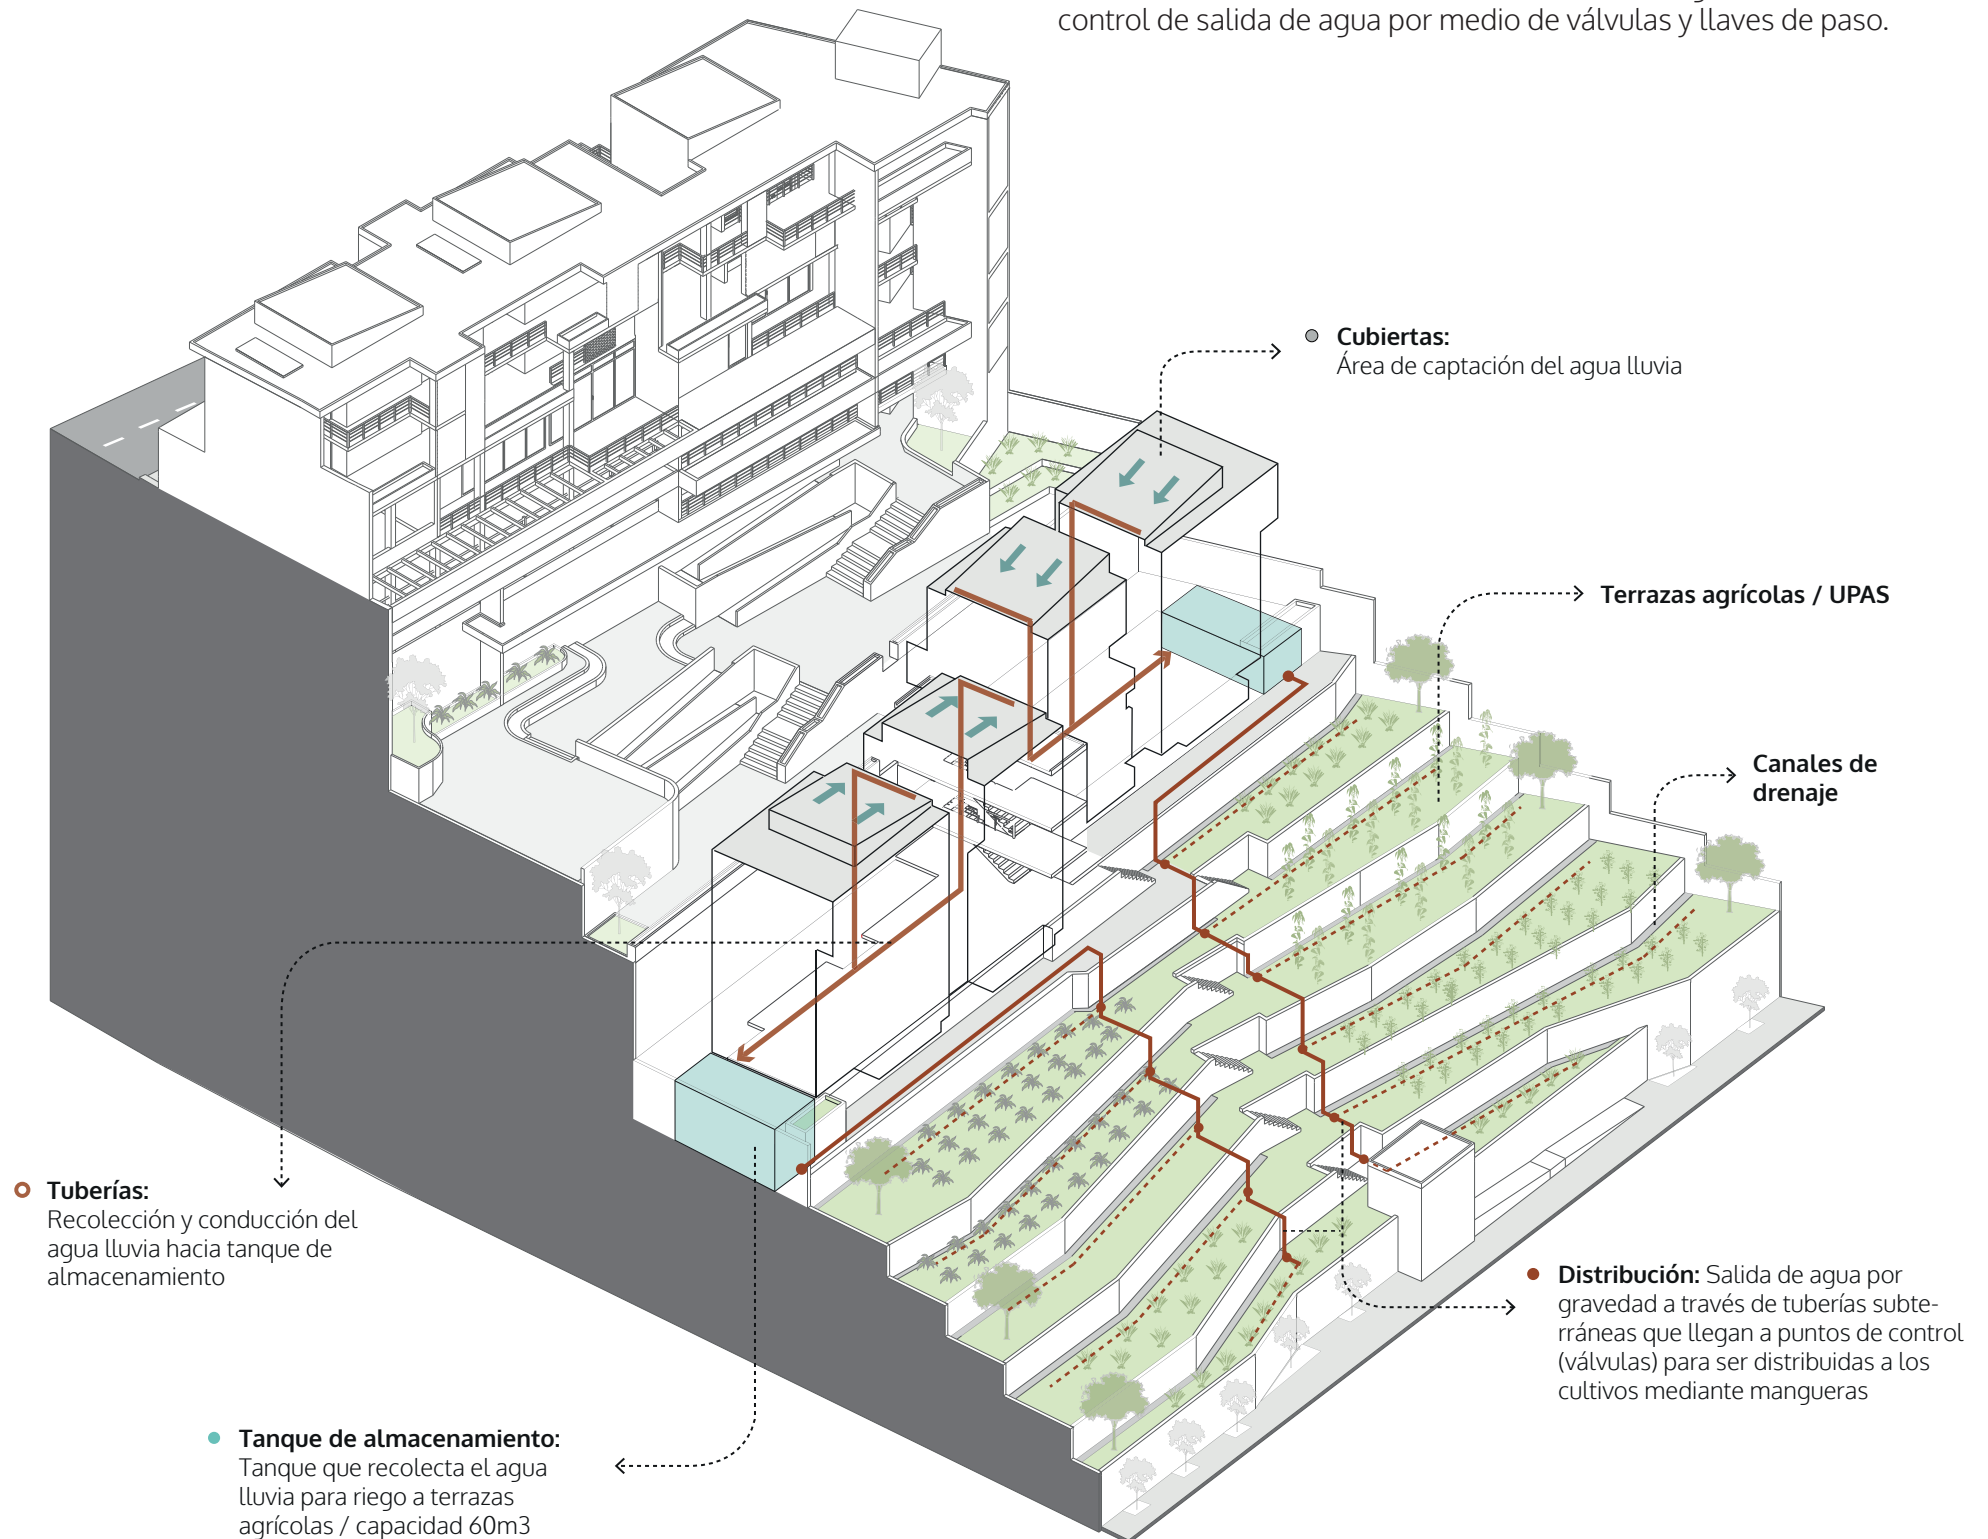 control de salida de agua por medio de válvulas y llaves de paso.
Cubiertas:
Área de captación del agua lluvia
Terrazas agrícolas / UPAS
Canales de
drenaje
Tuberías:
Recolección y conducción del
agua lluvia hacia tanque de
almacenamiento
Distribución: Salida de agua por
gravedad a través de tuberías subte-
rráneas que llegan a puntos de control
(válvulas) para ser distribuidas a los
cultivos mediante mangueras
Tanque de almacenamiento:
Tanque que recolecta el agua
lluvia para riego a terrazas
agrícolas / capacidad 60m3